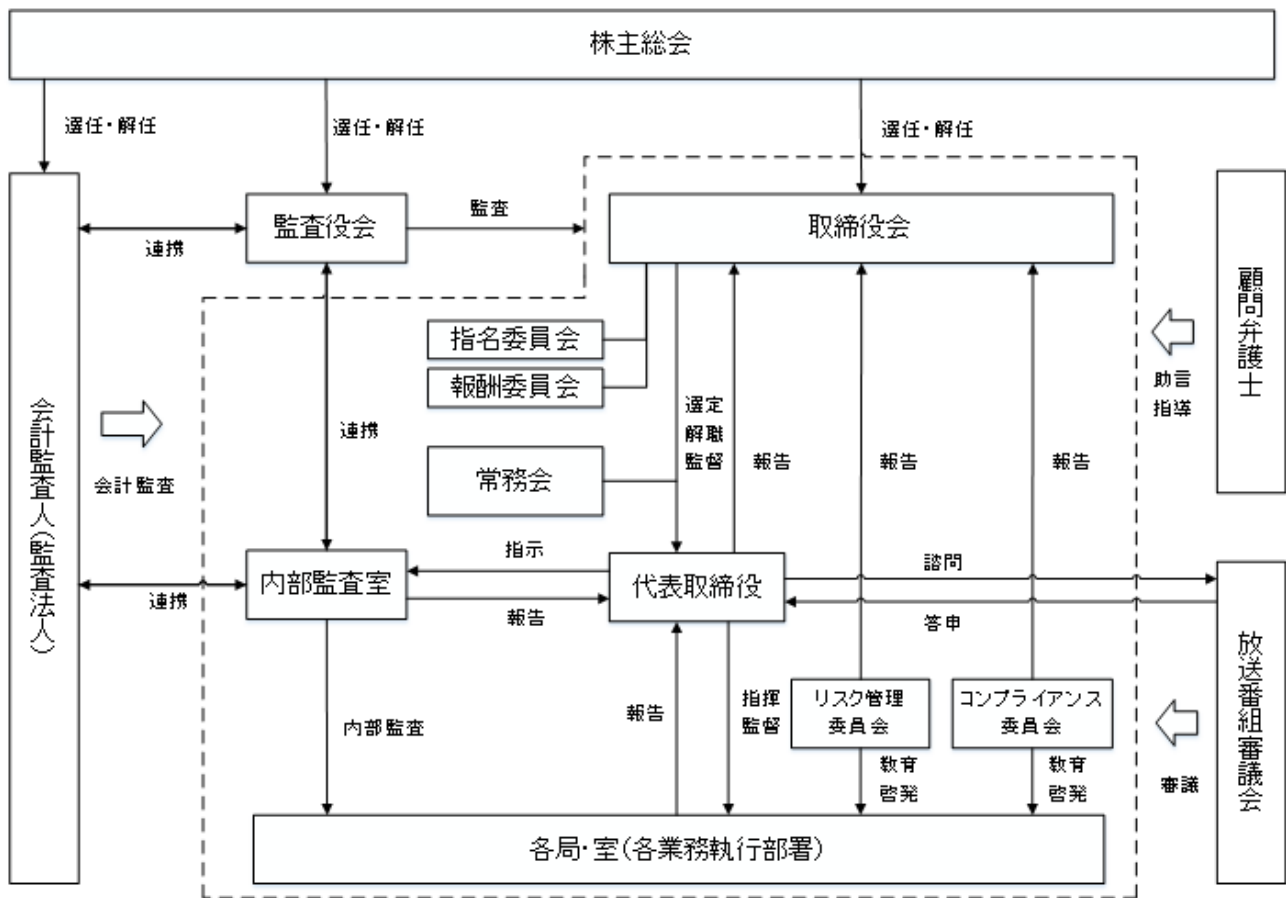 株主総会
選任・解任
選任・解任
選任・解任
監査役会
監査
取締役会
連携
顧問弁護士
指名委員会
報酬委員会
助言
指導
選定
解職
監督
会計監査人(監査法人)
連携
報告
報告
報告
常務会
会計監査
指示
内部監査室
代表取締役
諮問
連携
報告
答申
放送番組審議会
リスク管理
委員会
コンプライアンス
委員会
指揮
監督
報告
内部監査
教育
啓発
教育
啓発
審議
各局・室(各業務執行部署)